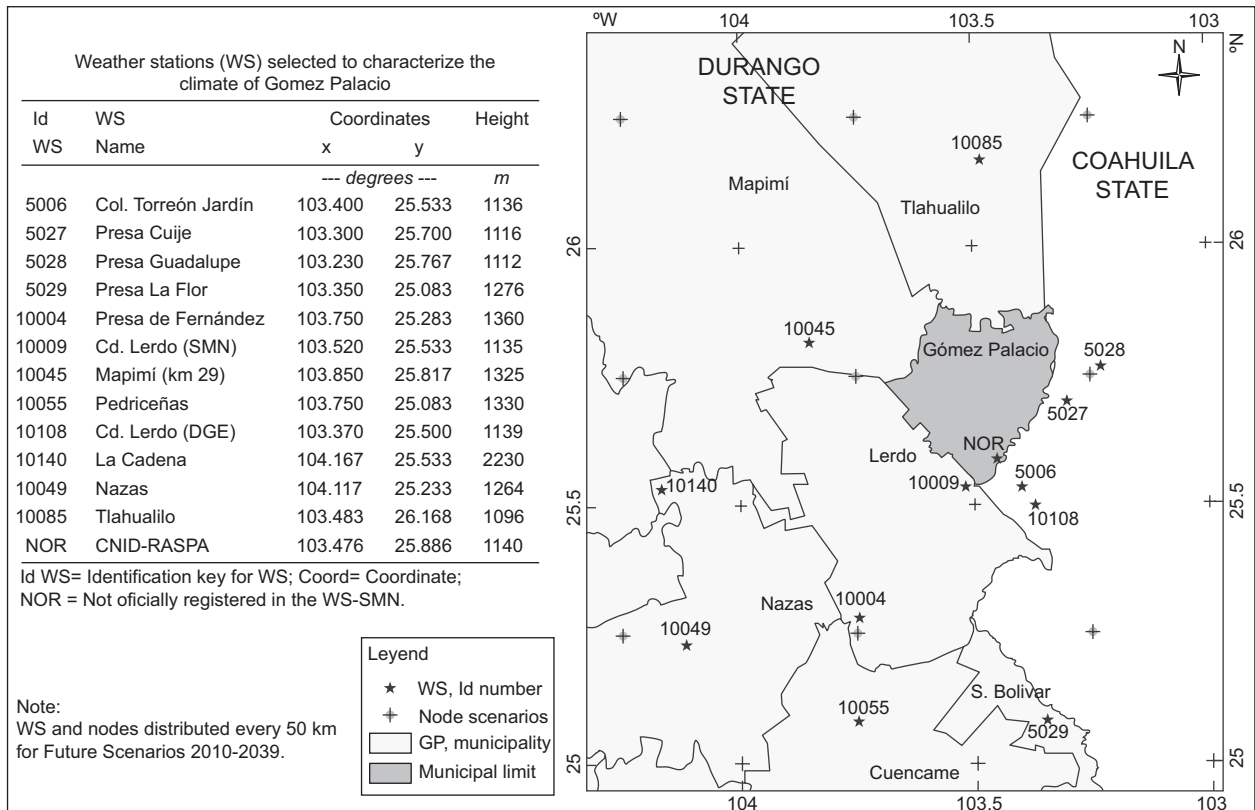 Weather stations (WS) selected to characterize the
climate of Gomez Palacio
Id WS Coordinates Height
WS Name x y
--- degrees --- m
5006 Col. Torreón Jardín 103.400 25.533 1136
5027 Presa Cuije 103.300 25.700 1116
5028 Presa Guadalupe 103.230 25.767 1112
5029 Presa La Flor 103.350 25.083 1276
10004 Presa de Fernández 103.750 25.283 1360
10009 Cd. Lerdo (SMN) 103.520 25.533 1135
10045 Mapimí (km 29) 103.850 25.817 1325
10055 Pedriceñas 103.750 25.083 1330
10108 Cd. Lerdo (DGE) 103.370 25.500 1139
10140 La Cadena 104.167 25.533 2230
10049 Nazas 104.117 25.233 1264
10085 Tlahualilo 103.483 26.168 1096
NOR CNID-RASPA 103.476 25.886 1140
Id WS= Identification key for WS; Coord= Coordinate;
NOR = Not oficially registered in the WS-SMN.
Note:
WS and nodes distributed every 50 km
for Future Scenarios 2010-2039.
Leyend
WS, Id number
Node scenarios
GP, municipality
Municipal limit
ºW 104 103.5 103
ºN
N
DURANGO
STATE
10085
COAHUILA
STATE
Mapimí
Tlahualilo
26 26
10045
Gómez Palacio
5028
5027
NOR
Lerdo
10009 5006
10140
10108
25.5 25.5
Nazas
10004
10049
S. Bolivar
10055
5029
Cuencame
25 25
104 103.5 103